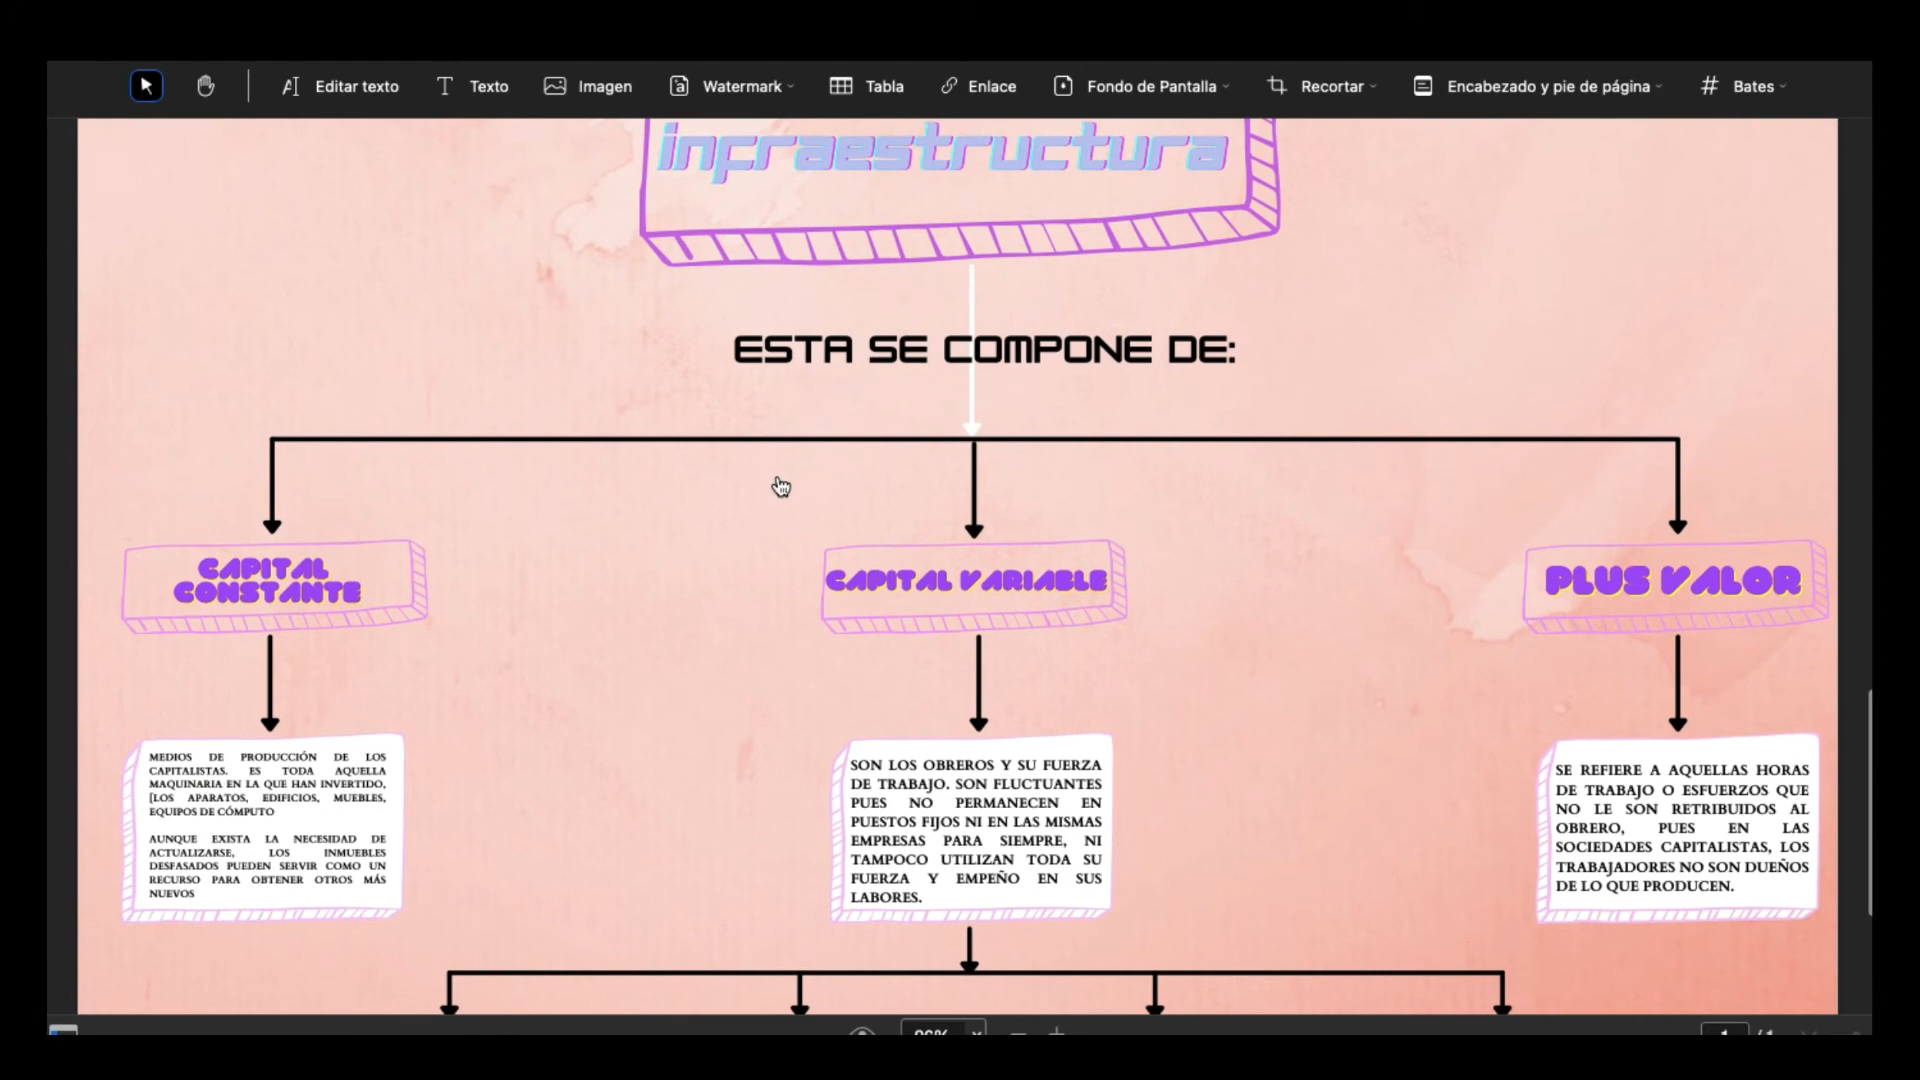 Editar texto
Texto
Imagen
Watermark
Tabla
Enlace
Fondo de Pantalla
Recortar
Encabezado y pie de página
# Bates
infraestructura
ESTA SE COMPONE DE:
CAPITAL
CONSTANTE
CAPITAL VARIABLE
PLUS VALOR
MEDIOS DE PRODUCCIÓN DE LOS
CAPITALISTAS. ES TODA AQUELLA
MAQUINARIA EN LA QUE HAN INVERTIDO,
[LOS APARATOS, EDIFICIOS, MUEBLES,
EQUIPOS DE CÓMPUTO
AUNQUE EXISTA LA NECESIDAD DE
ACTUALIZARSE, LOS INMUEBLES
DESFASADOS PUEDEN SERVIR COMO UN
RECURSO PARA OBTENER OTROS MÁS
NUEVOS
SON LOS OBREROS Y SU FUERZA
DE TRABAJO. SON FLUCTUANTES
PUES NO PERMANECEN EN
PUESTOS FIJOS NI EN LAS MISMAS
EMPRESAS PARA SIEMPRE, NI
TAMPOCO UTILIZAN TODA SU
FUERZA Y EMPEÑO EN SUS
LABORES.
SE REFIERE A AQUELLAS HORAS
DE TRABAJO O ESFUERZOS QUE
NO LE SON RETRIBUIDOS AL
OBRERO, PUES EN LAS
SOCIEDADES CAPITALISTAS, LOS
TRABAJADORES NO SON DUEÑOS
DE LO QUE PRODUCEN.